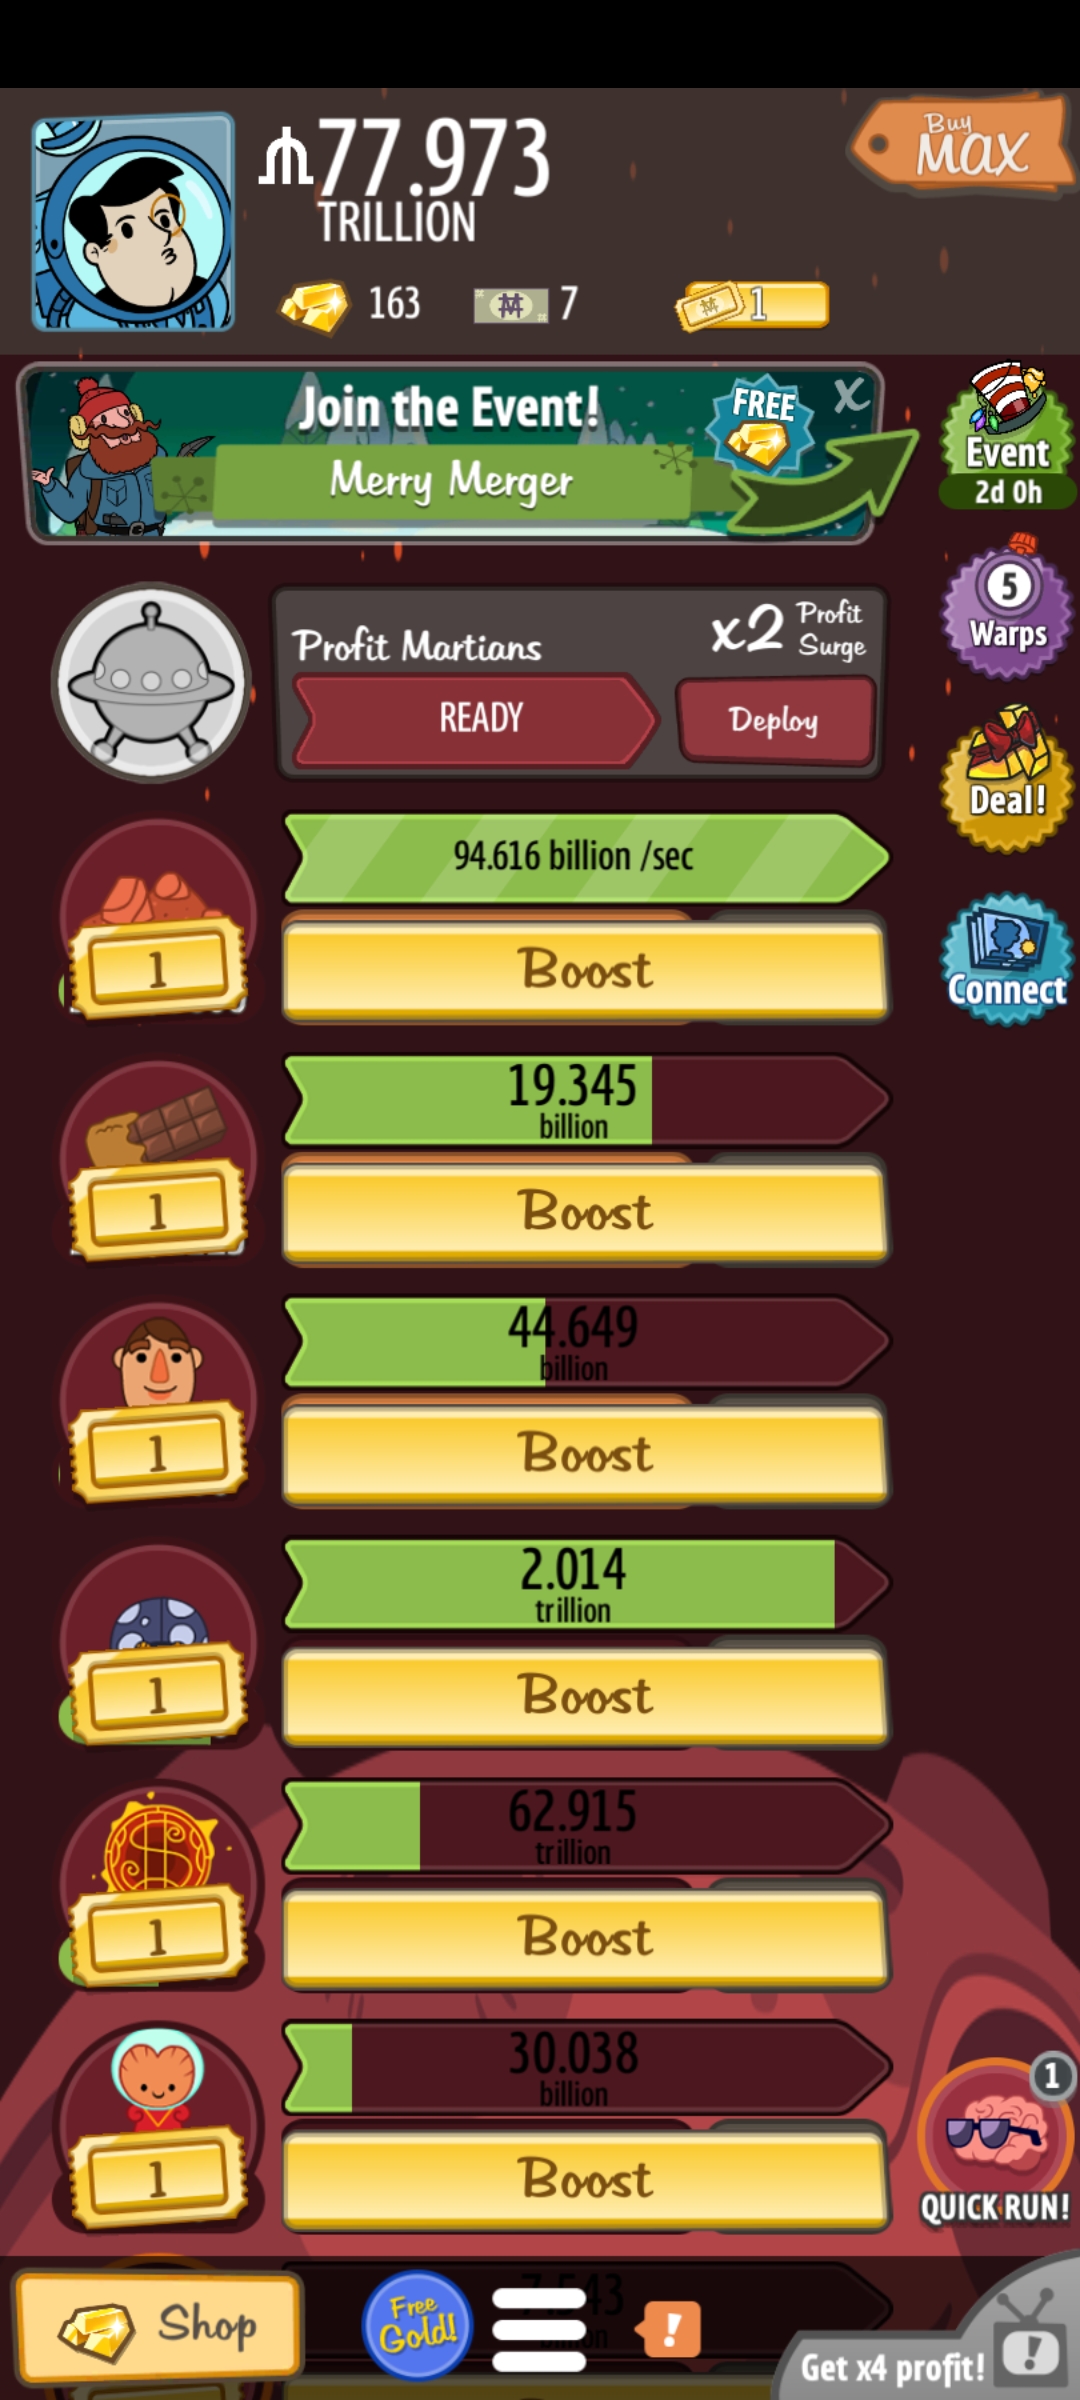 77.973
TRILLION
Buy
MAX
163
7
1
Join the Event!
Merry Merger
FREE
X
Event
2d 0h
5
Warps
Profit Martians
x2 Profit
Surge
READY
Deploy
Deal!
94.616 billion /sec
1
Boost
Connect
19.345
billion
1
Boost
44.649
billion
1
Boost
2.014
trillion
1
Boost
62.915
trillion
1
Boost
30.038
billion
1
Boost
1
QUICK RUN!
Shop
Free
Gold!
!
Get x4 profit!
!